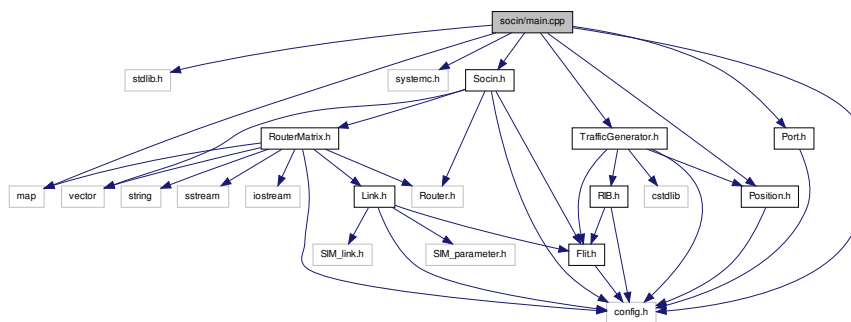 socin/main.cpp
stdlib.h
systemc.h
Socin.h
RouterMatrix.h
TrafficGenerator.h
Port.h
map
vector
string
sstream
iostream
Link.h
Router.h
RIB.h
cstdlib
Position.h
SIM_link.h
SIM_parameter.h
Flit.h
config.h